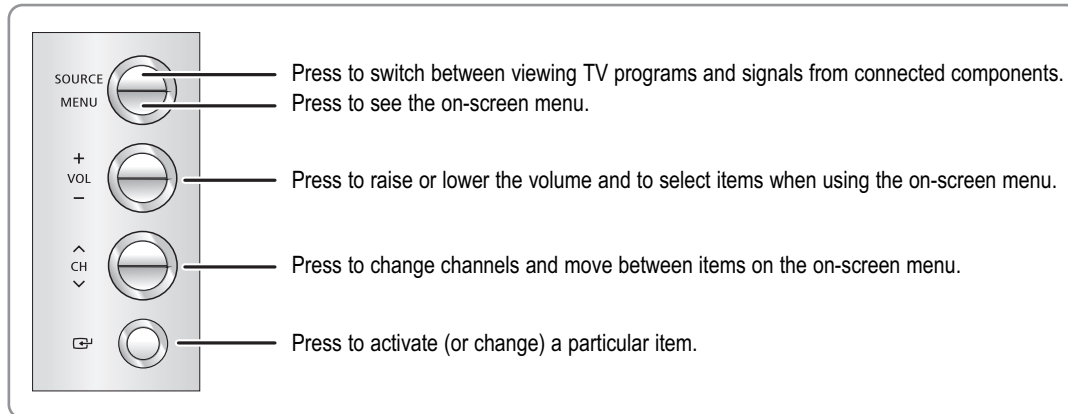 SOURCE
Press to switch between viewing TV programs and signals from connected components.
MENU
Press to see the on-screen menu.
+
VOL
−
Press to raise or lower the volume and to select items when using the on-screen menu.
CH
Press to change channels and move between items on the on-screen menu.
Press to activate (or change) a particular item.